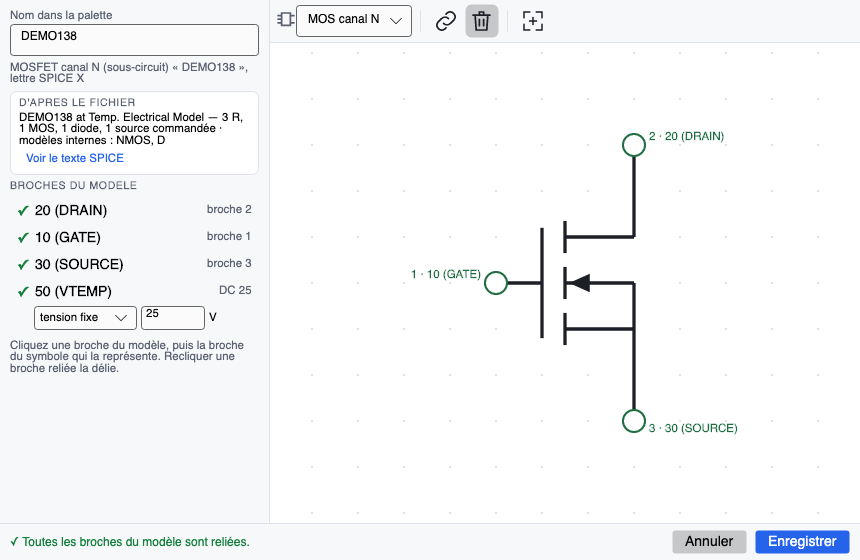 Nom dans la palette
DEMO138
MOSFET canal N (sous-circuit) « DEMO138 »,
lettre SPICE X
D'APRES LE FICHIER
DEMO138 at Temp. Electrical Model — 3 R,
1 MOS, 1 diode, 1 source commandée ·
modèles internes : NMOS, D
Voir le texte SPICE
BROCHES DU MODELE
✓ 20 (DRAIN) broche 2
✓ 10 (GATE) broche 1
✓ 30 (SOURCE) broche 3
✓ 50 (VTEMP) DC 25
tension fixe 25 V
Cliquez une broche du modèle, puis la broche
du symbole qui la représente. Recliquer une
broche reliée la délie.
MOS canal N
2 · 20 (DRAIN)
1 · 10 (GATE)
3 · 30 (SOURCE)
✓ Toutes les broches du modèle sont reliées.
Annuler
Enregistrer